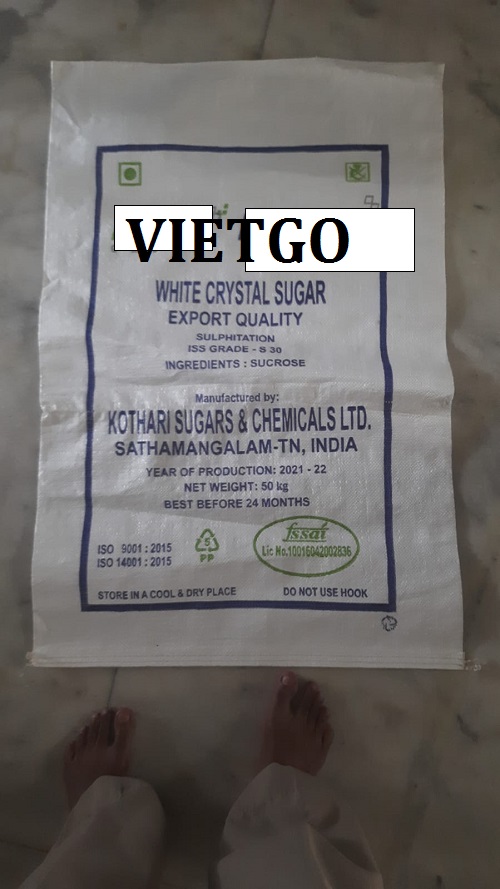 VIETGO
WHITE CRYSTAL SUGAR
EXPORT QUALITY
SULPHITATION
ISS GRADE - S 30
INGREDIENTS : SUCROSE
Manufactured by:
KOTHARI SUGARS & CHEMICALS LTD.
SATHAMANGALAM-TN, INDIA
YEAR OF PRODUCTION: 2021 - 22
NET WEIGHT: 50 kg
BEST BEFORE 24 MONTHS
ISO 9001 : 2015
ISO 14001 : 2015
5
PP
fssai
Lic No.10016042002836
STORE IN A COOL & DRY PLACE
DO NOT USE HOOK